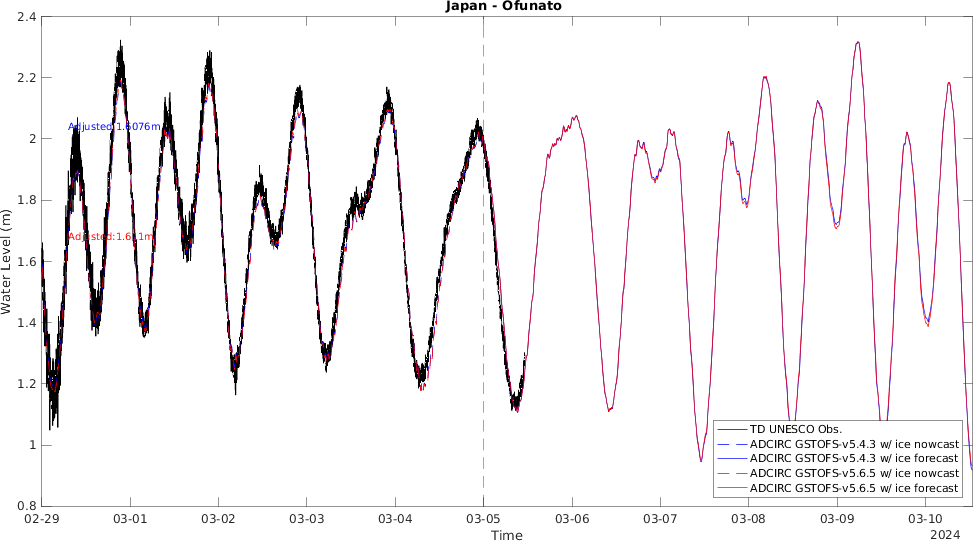 Japan - Ofunato
2.4
2.2
2
1.8
1.6
1.4
1.2
1
0.8
Water Level (m)
Adjusted:1.6076m
TD UNESCO Obs.
ADCIRC GSTOFS-v5.4.3 w/ ice nowcast
ADCIRC GSTOFS-v5.4.3 w/ ice forecast
ADCIRC GSTOFS-v5.6.5 w/ ice nowcast
ADCIRC GSTOFS-v5.6.5 w/ ice forecast
02-29 03-01 03-02 03-03 03-04 03-05 03-06 03-07 03-08 03-09 03-10
Time
2024